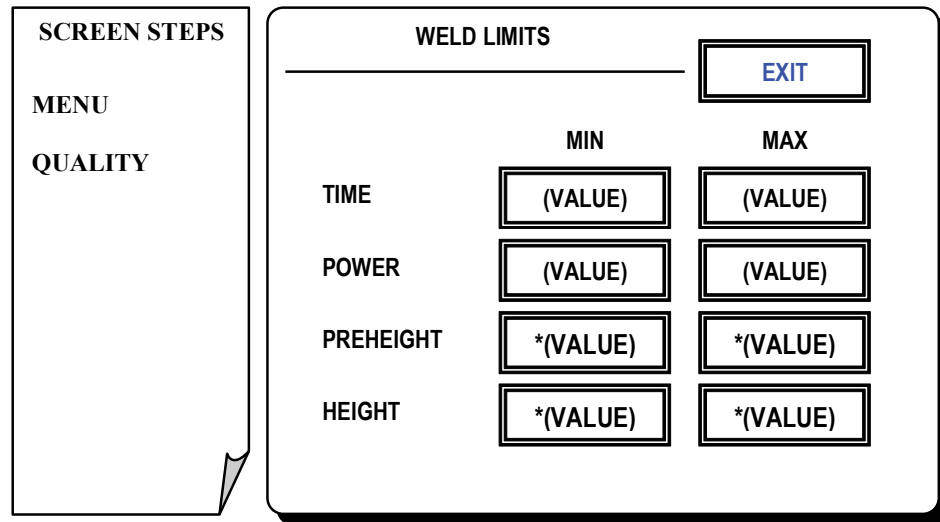 SCREEN STEPS
MENU
QUALITY
WELD LIMITS
EXIT
MIN MAX
TIME (VALUE) (VALUE)
POWER (VALUE) (VALUE)
PREHEIGHT *(VALUE) *(VALUE)
HEIGHT *(VALUE) *(VALUE)